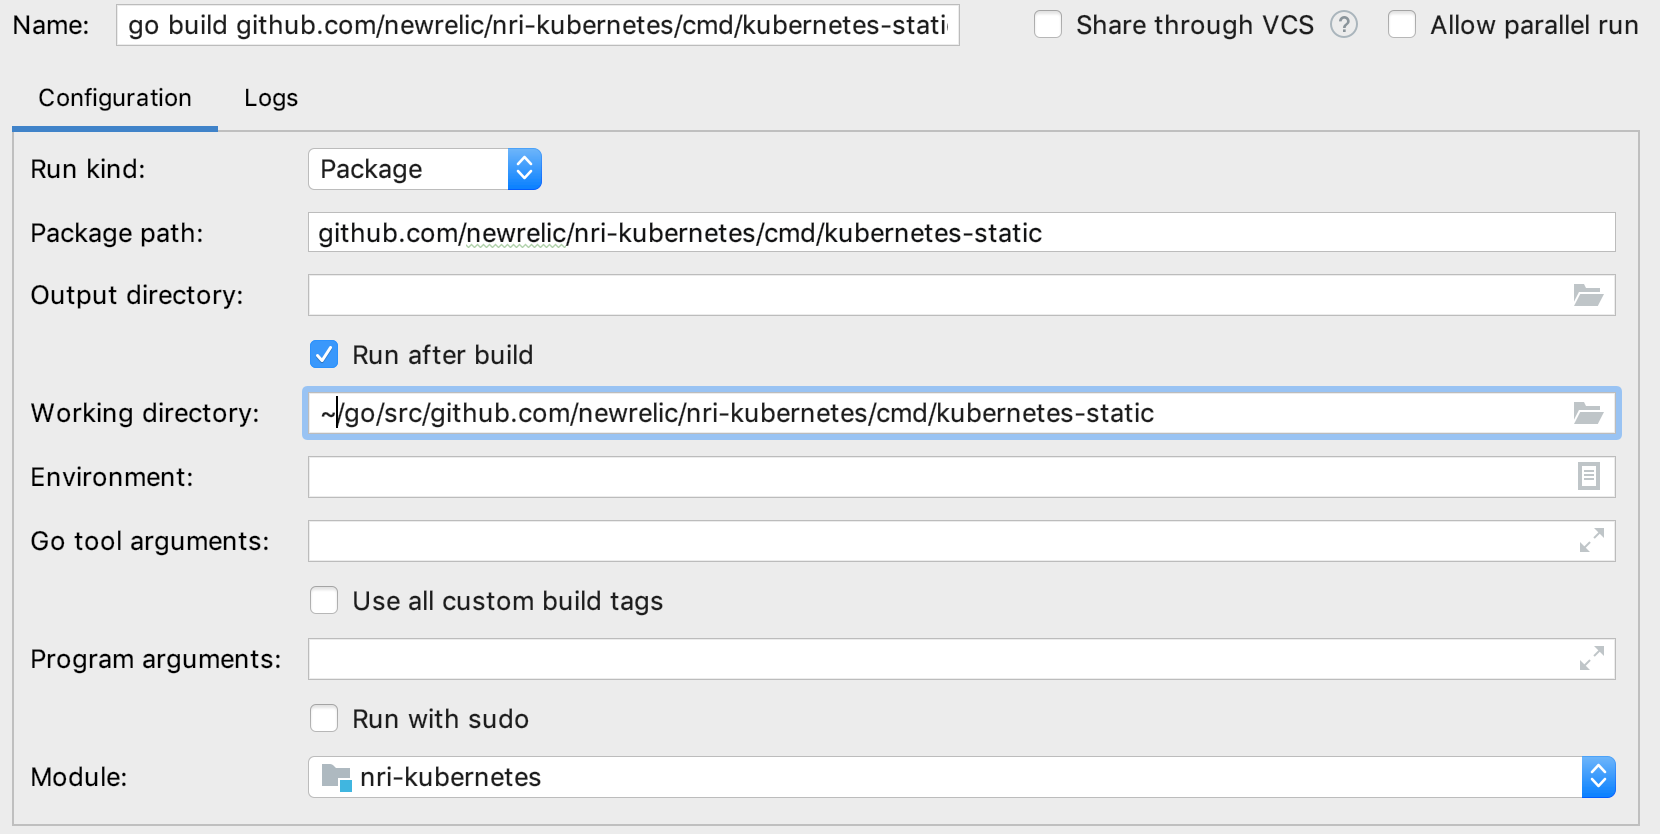 Name: go build github.com/newrelic/nri-kubernetes/cmd/kubernetes-stati Share through VCS ? Allow parallel run
Configuration Logs
Run kind: Package
Package path: github.com/newrelic/nri-kubernetes/cmd/kubernetes-static
Output directory:
Run after build
Working directory: ~/go/src/github.com/newrelic/nri-kubernetes/cmd/kubernetes-static
Environment:
Go tool arguments:
Use all custom build tags
Program arguments:
Run with sudo
Module: nri-kubernetes